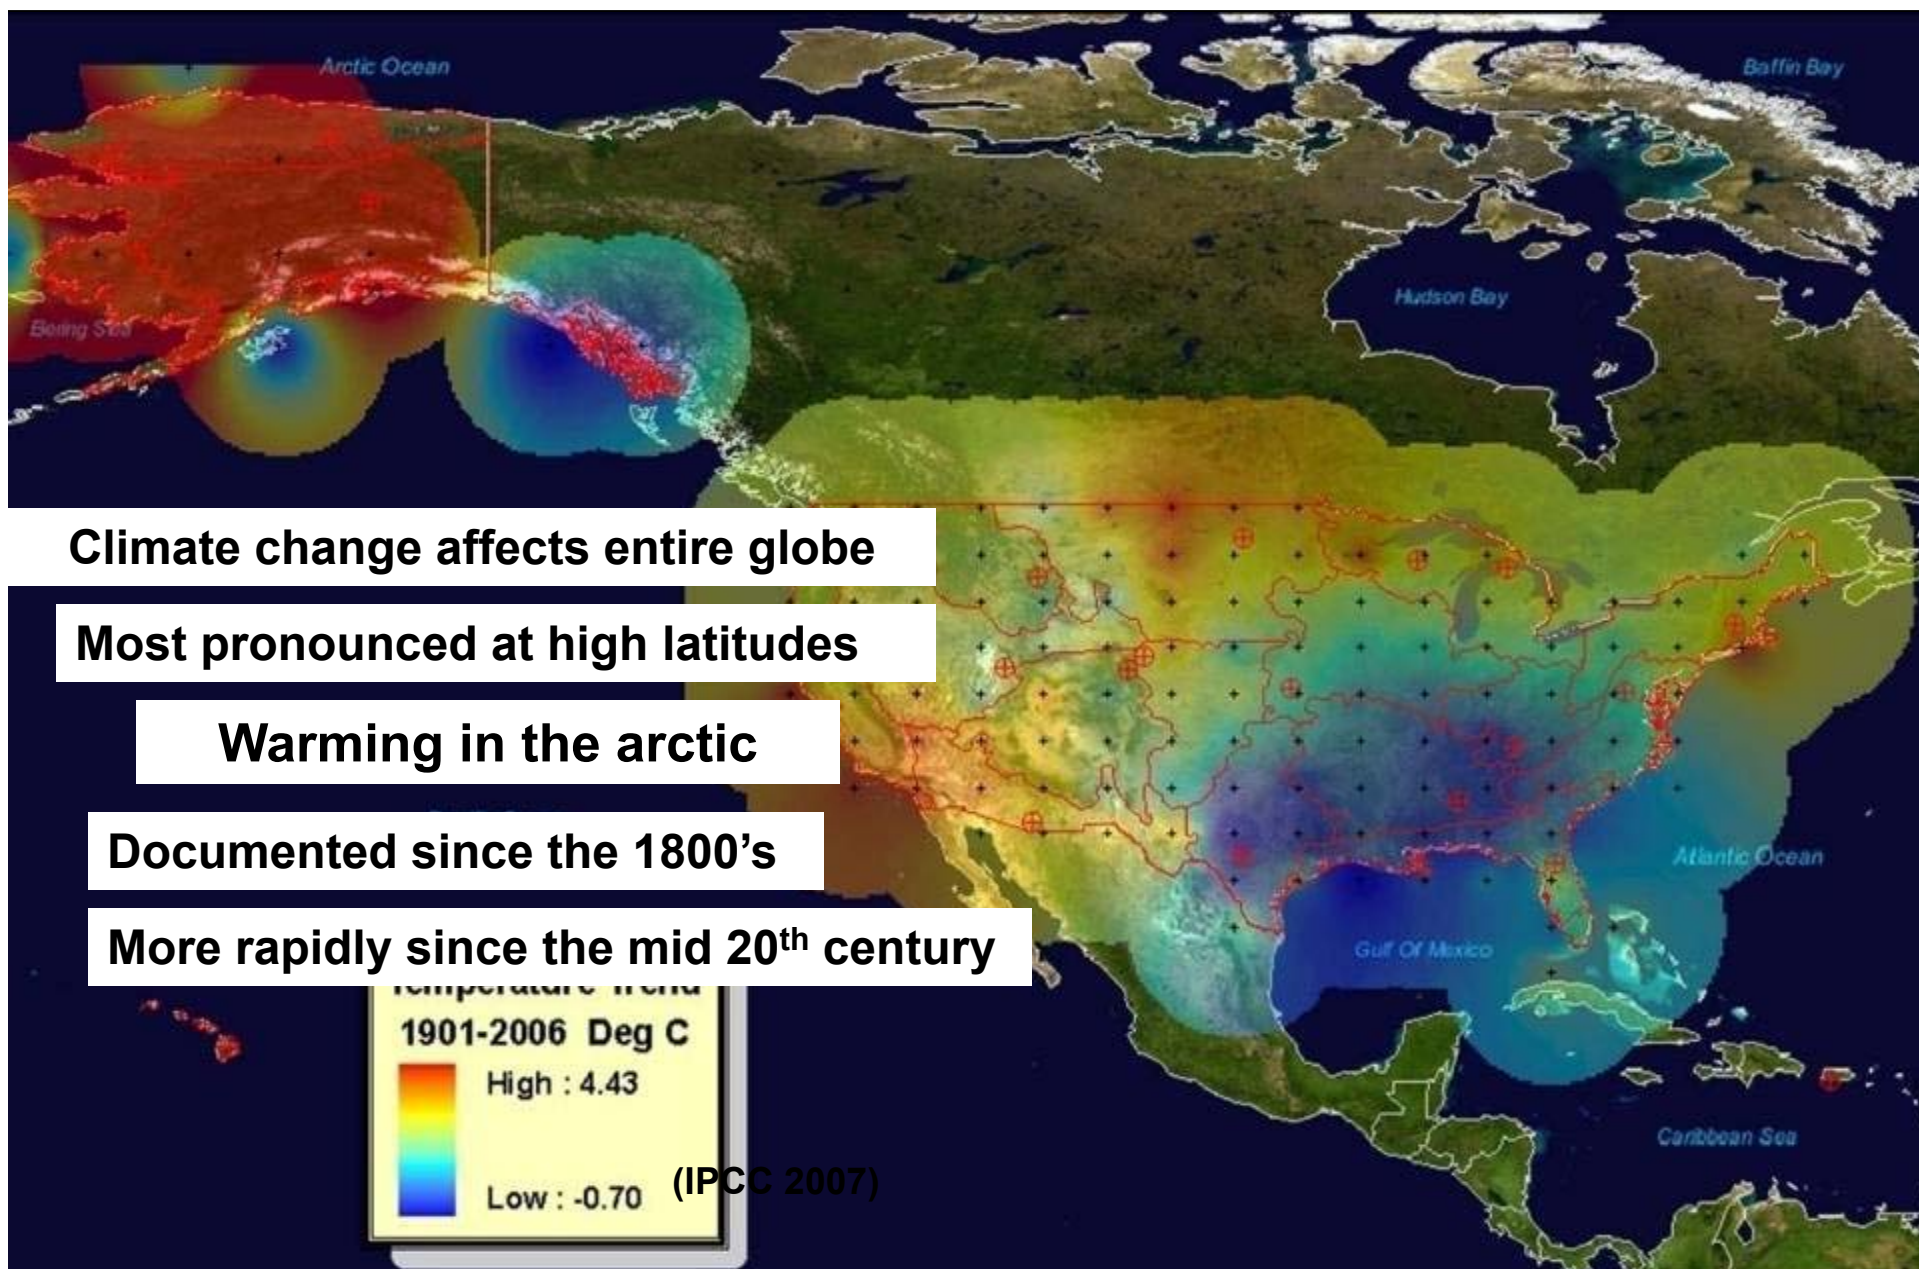 Arctic Ocean
Baffin Bay
Hudson Bay
Bering Sea
Climate change affects entire globe
Most pronounced at high latitudes
Warming in the arctic
Documented since the 1800’s
Atlantic Ocean
More rapidly since the mid 20th century
Gulf Of Mexico
Temperature Trend
1901-2006 Deg C
High : 4.43
Caribbean Sea
(IPCC 2007)
Low : -0.70